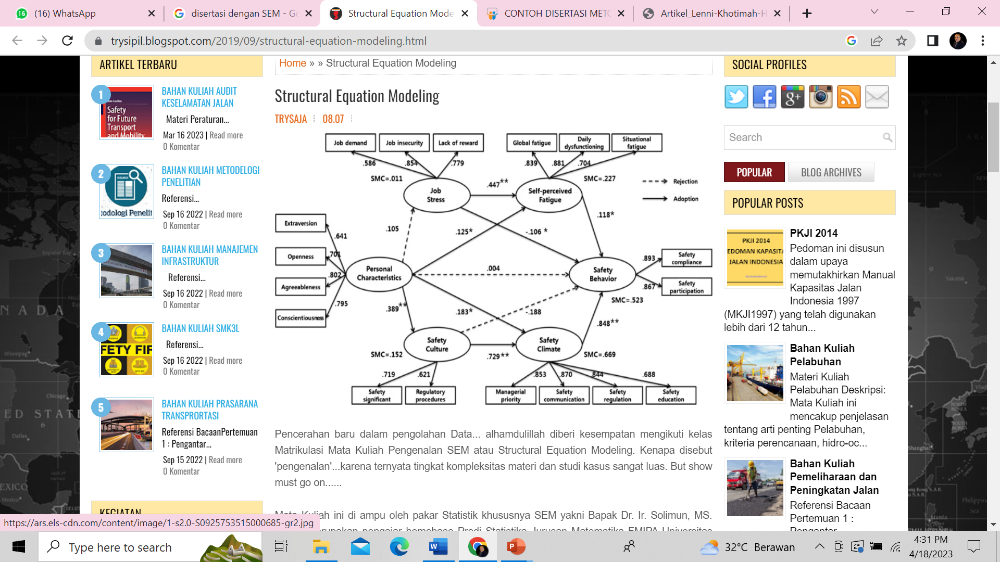 (16) WhatsApp
disertasi dengan SEM - Go
Structural Equation Mode
CONTOH DISERTASI METO
Artikel_Lenni-Khotimah-H
trysipil.blogspot.com/2019/09/structural-equation-modeling.html
ARTIKEL TERBARU
1
Safety
for Future
Transport
and Mobility
BAHAN KULIAH AUDIT
KESELAMATAN JALAN
Materi Peraturan...
Mar 16 2023 | Read more
0 Komentar
2
RESEARCH
odologi Penelit
BAHAN KULIAH METODELOGI
PENELITIAN
Referensi...
Sep 16 2022 | Read more
0 Komentar
3
BAHAN KULIAH MANAJEMEN
INFRASTRUKTUR
Referensi...
Sep 16 2022 | Read more
0 Komentar
4
FETY FIR
BAHAN KULIAH SMK3L
Referensi...
Sep 16 2022 | Read more
0 Komentar
5
BAHAN KULIAH PRASARANA
TRANSPRORTASI
Referensi BacaanPertemuan
1 : Pengantar...
Sep 15 2022 | Read more
0 Komentar
KEGIATAN
Home » » Structural Equation Modeling
Structural Equation Modeling
TRYSAJA
08.07
Job demand
Job insecurity
Lack of reward
Global fatigue
Daily
dysfunctioning
Situational
fatigue
.586
.854
.779
.839
.881
.704
SMC=.011
SMC=.227
Job
Stress
.447**
Self-perceived
Fatigue
Rejection
Adoption
Extraversion
.641
.105
.125*
-.106 *
.118*
Openness
.701
Personal
Characteristics
.004
Safety
Behavior
.893
Safety
compliance
.802
Agreeableness
.867
Safety
participation
.795
SMC=.523
Conscientiousness
.389**
.183*
-.188
.848**
Safety
Culture
Safety
Climate
SMC=.152
.729**
SMC=.669
.719
.621
.853
.870
.844
.688
Safety
significant
Regulatory
procedures
Managerial
priority
Safety
communication
Safety
regulation
Safety
education
Pencerahan baru dalam pengolahan Data... alhamdulillah diberi kesempatan mengikuti kelas
Matrikulasi Mata Kuliah Pengenalan SEM atau Structural Equation Modeling. Kenapa disebut
'pengenalan'...karena ternyata tingkat kompleksitas materi dan studi kasus sangat luas. But show
must go on......
Mata Kuliah ini di ampu oleh pakar Statistik khususnya SEM yakni Bapak Dr. Ir. Solimun, MS.
SOCIAL PROFILES
Search
POPULAR
BLOG ARCHIVES
POPULAR POSTS
PKJI 2014
EDOMAN KAPASITA
JALAN INDONESIA
PKJI 2014
Pedoman ini disusun
dalam upaya
memutakhirkan Manual
Kapasitas Jalan
Indonesia 1997
(MKJI1997) yang telah digunakan
lebih dari 12 tahun...
Bahan Kuliah
Pelabuhan
Materi Kuliah
Pelabuhan Deskripsi:
Mata Kuliah ini
mencakup penjelasan
tentang arti penting Pelabuhan,
kriteria perencanaan, hidro-oc...
Bahan Kuliah
Pemeliharaan dan
Peningkatan Jalan
Referensi Bacaan
Pertemuan 1 :
Pengantar
https://ars.els-cdn.com/content/image/1-s2.0-S0925753515000685-gr2.jpg
Type here to search
32°C Berawan
4:31 PM
4/18/2023